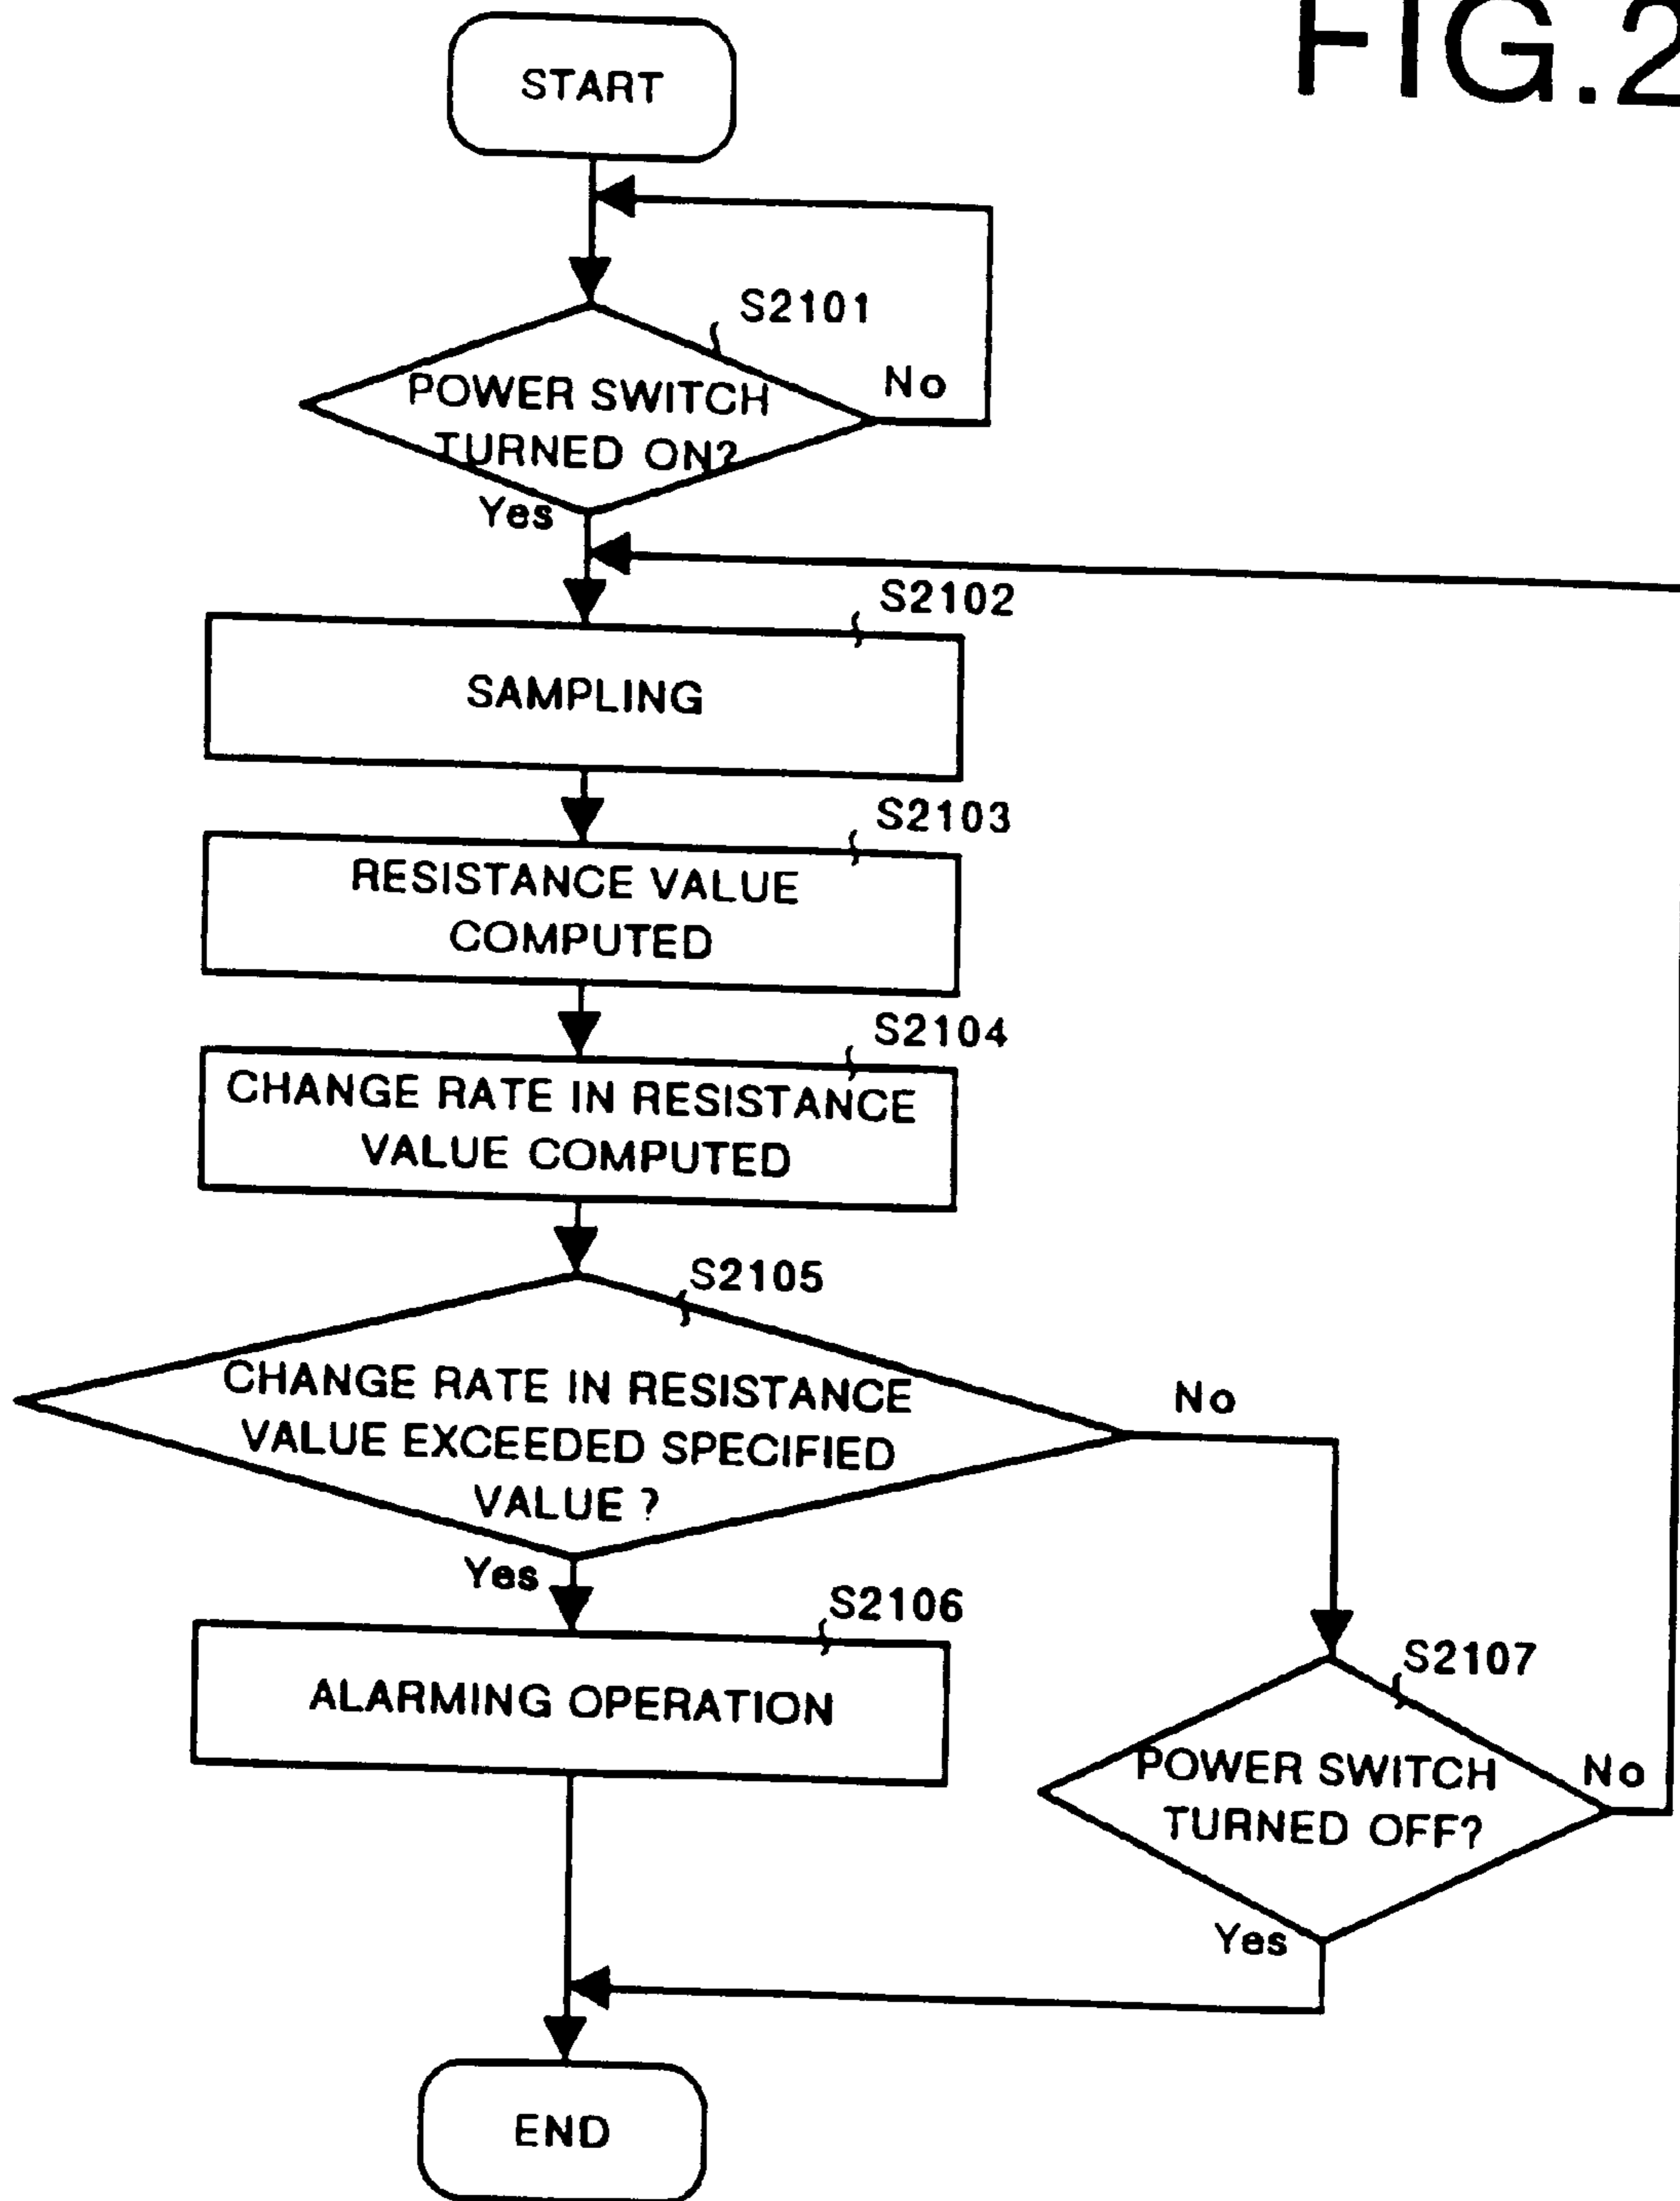 FIG.2
START
S2101
POWER SWITCH
TURNED ON?
No
Yes
S2102
SAMPLING
S2103
RESISTANCE VALUE
COMPUTED
S2104
CHANGE RATE IN RESISTANCE
VALUE COMPUTED
S2105
CHANGE RATE IN RESISTANCE
VALUE EXCEEDED SPECIFIED
VALUE ?
No
Yes
S2106
ALARMING OPERATION
S2107
POWER SWITCH
TURNED OFF?
No
Yes
END